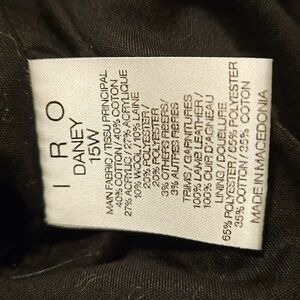 IRO
DANEY
15W
MAIN FABRIC / TISSU PRINCIPAL
40% COTTON / 40% COTON
27% ACRYLIC / 27% ACRYLIQUE
10% WOOL / 10% LAINE
20% POLYESTER /
20% POLYESTER
3% OTHERS FIBERS /
3% AUTRES FIBRES
TRIMS / GARNITURES
100% LAMB LEATHER /
100% CUIR D'AGNEAU
LINING / DOUBLURE
65% POLYESTER / 65% POLYESTER
35% COTTON / 35% COTON
MADE IN MACEDONIA